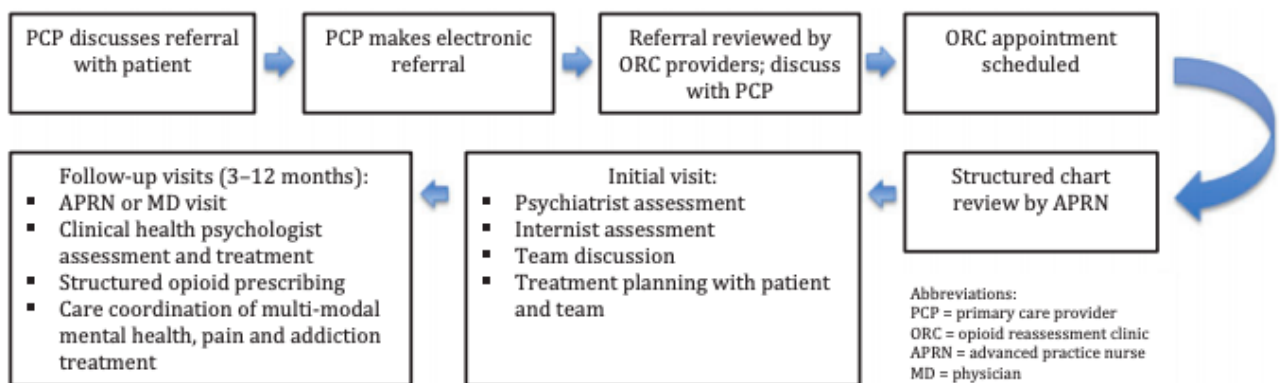 PCP discusses referral
with patient
PCP makes electronic
referral
Referral reviewed by
ORC providers; discuss
with PCP
ORC appointment
scheduled
Structured chart
review by APRN
Initial visit:
▪ Psychiatrist assessment
▪ Internist assessment
▪ Team discussion
▪ Treatment planning with patient
and team
Follow-up visits (3–12 months):
▪ APRN or MD visit
▪ Clinical health psychologist
assessment and treatment
▪ Structured opioid prescribing
▪ Care coordination of multi-modal
mental health, pain and addiction
treatment
Abbreviations:
PCP = primary care provider
ORC = opioid reassessment clinic
APRN = advanced practice nurse
MD = physician